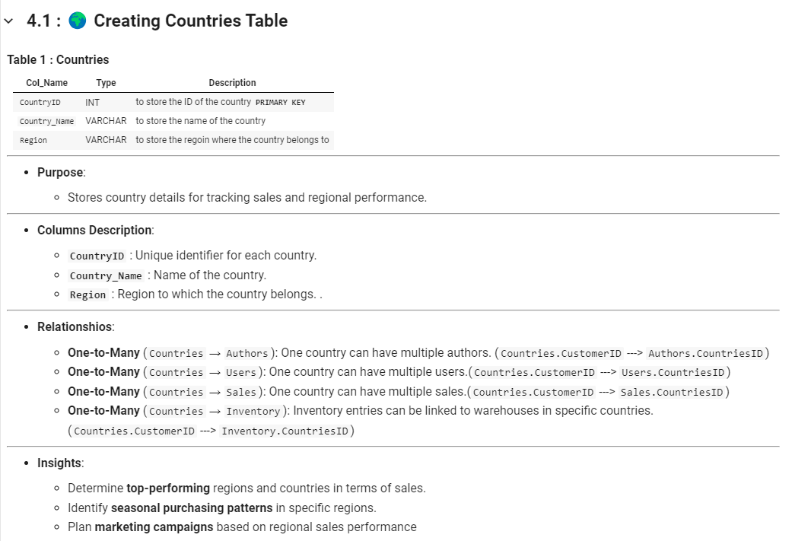 4.1 : 🌍 Creating Countries Table
Table 1 : Countries
Col_Name Type Description
CountryID INT to store the ID of the country PRIMARY KEY
Country_Name VARCHAR to store the name of the country
Region VARCHAR to store the regoin where the country belongs to
• Purpose:
◦ Stores country details for tracking sales and regional performance.
• Columns Description:
◦ CountryID : Unique identifier for each country.
◦ Country_Name : Name of the country.
◦ Region : Region to which the country belongs. .
• Relationshios:
◦ One-to-Many (Countries → Authors): One country can have multiple authors. (Countries.CustomerID ---> Authors.CountriesID)
◦ One-to-Many (Countries → Users): One country can have multiple users.(Countries.CustomerID ---> Users.CountriesID)
◦ One-to-Many (Countries → Sales): One country can have multiple sales.(Countries.CustomerID ---> Sales.CountriesID)
◦ One-to-Many (Countries → Inventory): Inventory entries can be linked to warehouses in specific countries.
(Countries.CustomerID ---> Inventory.CountriesID)
• Insights:
◦ Determine top-performing regions and countries in terms of sales.
◦ Identify seasonal purchasing patterns in specific regions.
◦ Plan marketing campaigns based on regional sales performance